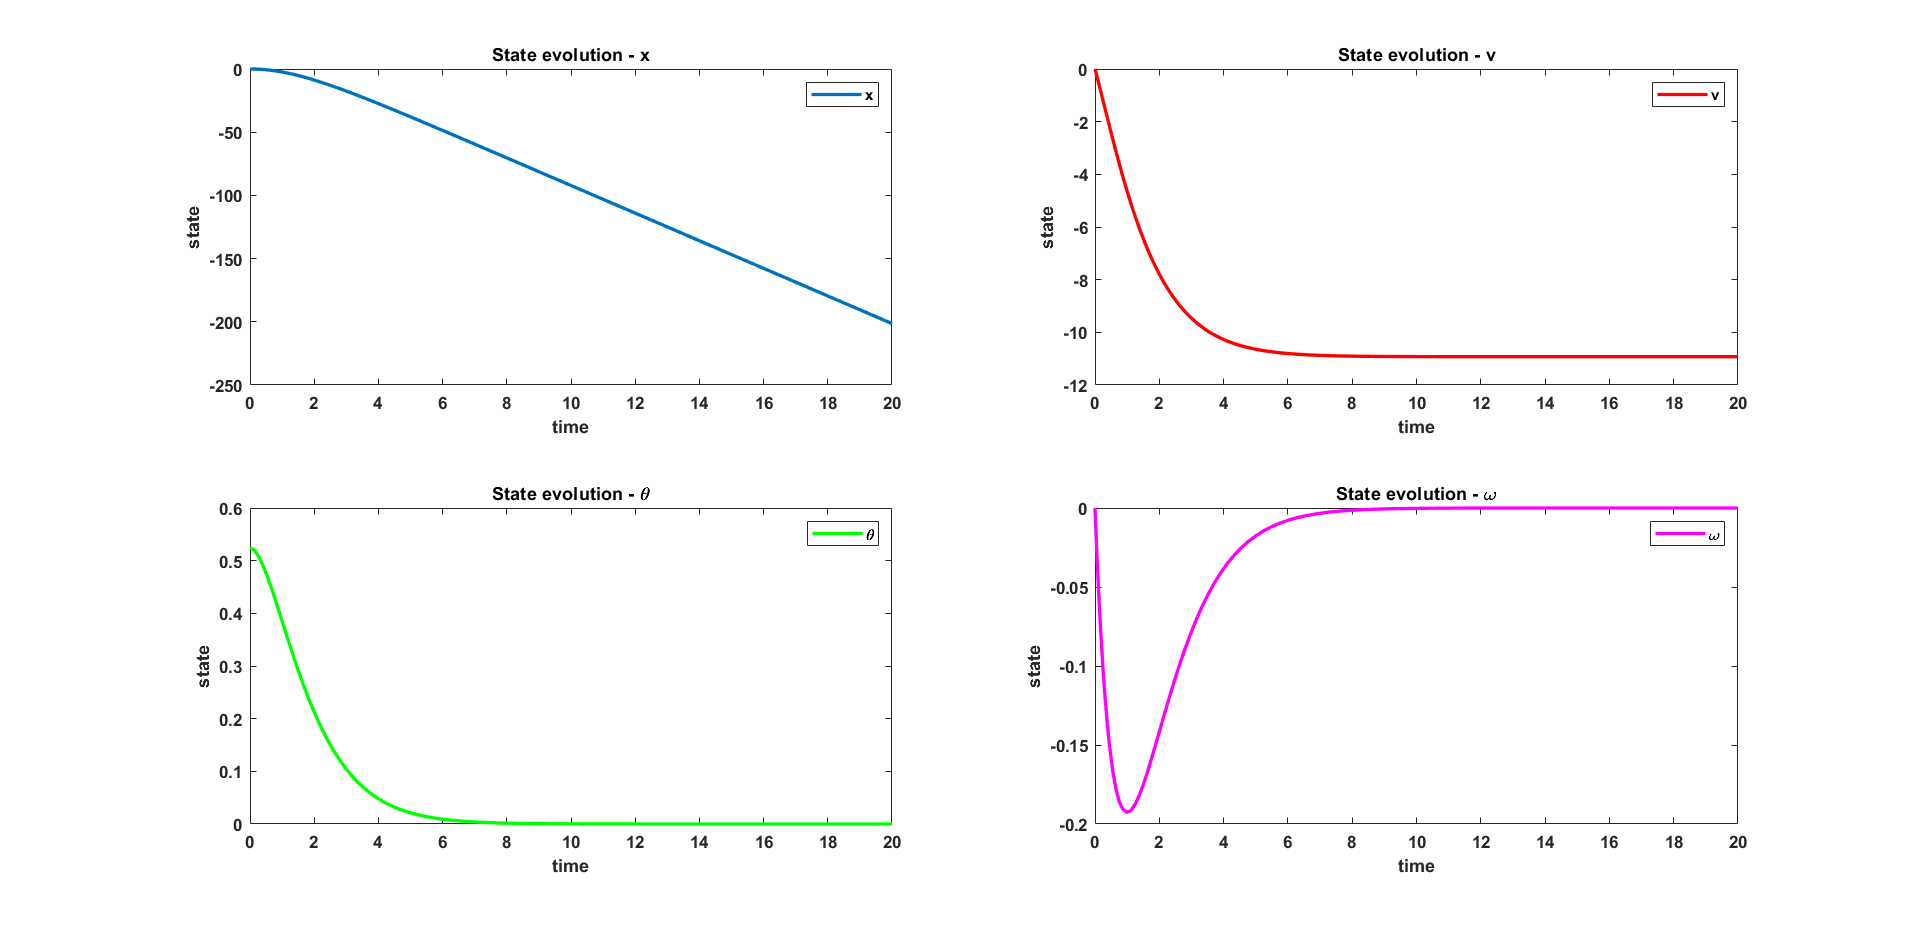 State evolution - x
x
0
-50
-100
-150
-200
-250
state
0 2 4 6 8 10 12 14 16 18 20
time
State evolution - v
v
0
-2
-4
-6
-8
-10
-12
state
0 2 4 6 8 10 12 14 16 18 20
time
State evolution - θ
θ
0.6
0.5
0.4
0.3
0.2
0.1
0
state
0 2 4 6 8 10 12 14 16 18 20
time
State evolution - ω
ω
0
-0.05
-0.1
-0.15
-0.2
state
0 2 4 6 8 10 12 14 16 18 20
time